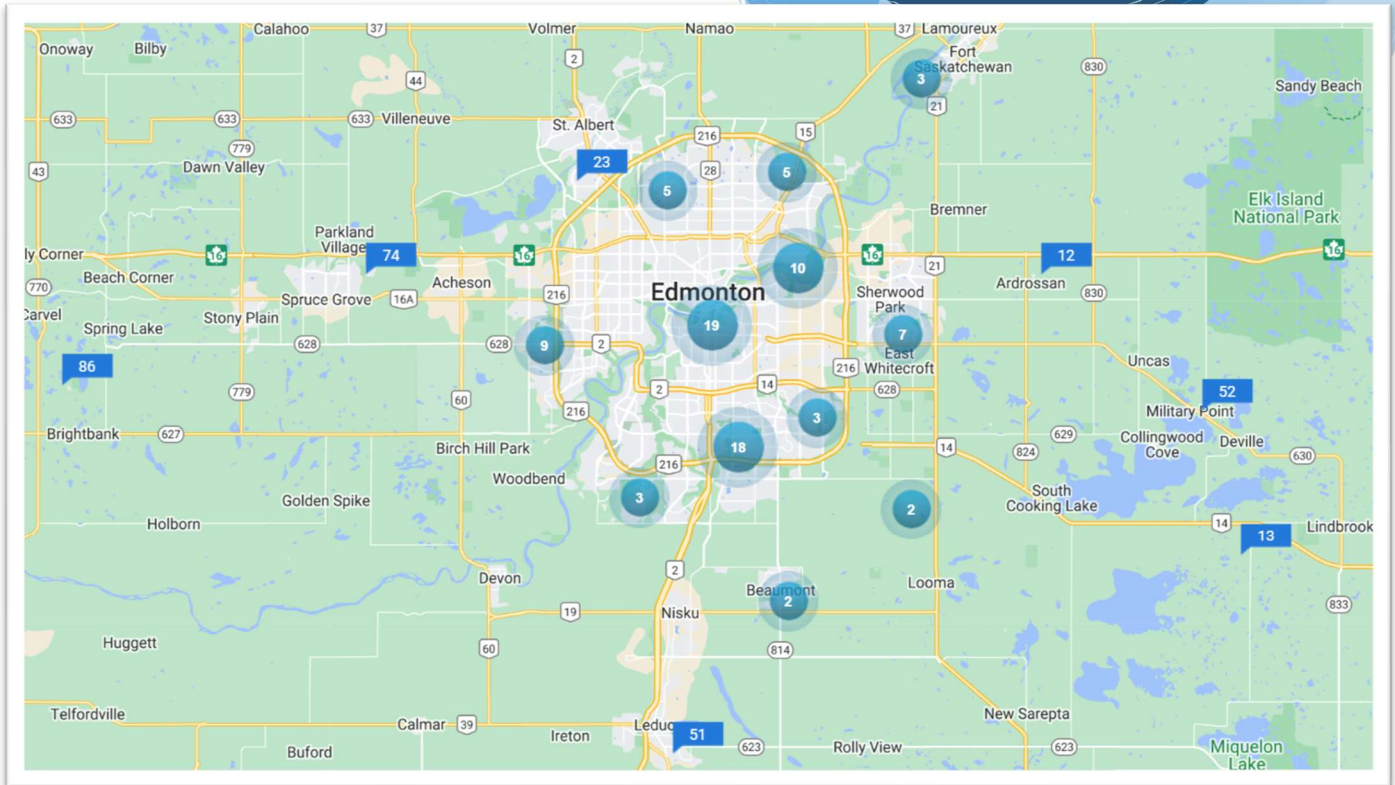 Calahoo
37
Volmer
Namao
37
Lamoureux
Onoway
Bilby
2
Fort
Saskatchewan
44
3
830
Sandy Beach
21
633
633
633
Villeneuve
St. Albert
216
15
779
Dawn Valley
43
23
28
5
5
Elk Island
National Park
Bremner
Parkland
Village
74
ly Corner
16
16
10
16
21
12
16
Beach Corner
770
Acheson
Ardrossan
830
Edmonton
Sherwood
Park
Spruce Grove
16A
216
Carvel
Stony Plain
Spring Lake
19
7
628
628
9
2
East
Whitecroft
Uncas
86
216
779
60
2
14
628
52
216
3
Military Point
Brightbank
627
Birch Hill Park
18
14
629
Collingwood
Cove
Deville
824
630
216
Woodbend
Golden Spike
3
2
South
Cooking Lake
Holborn
14
Lindbrook
13
2
Devon
Looma
Beaumont
2
19
Nisku
833
Huggett
60
814
Telfordville
Calmar
39
Leduc
51
New Sarepta
Ireton
Buford
623
Rolly View
623
Miquelon
Lake